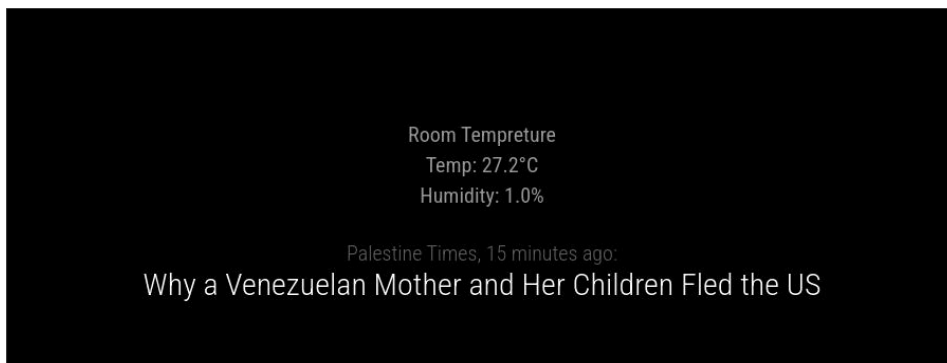 Room Tempreture
Temp: 27.2°C
Humidity: 1.0%
Palestine Times, 15 minutes ago:
Why a Venezuelan Mother and Her Children Fled the US